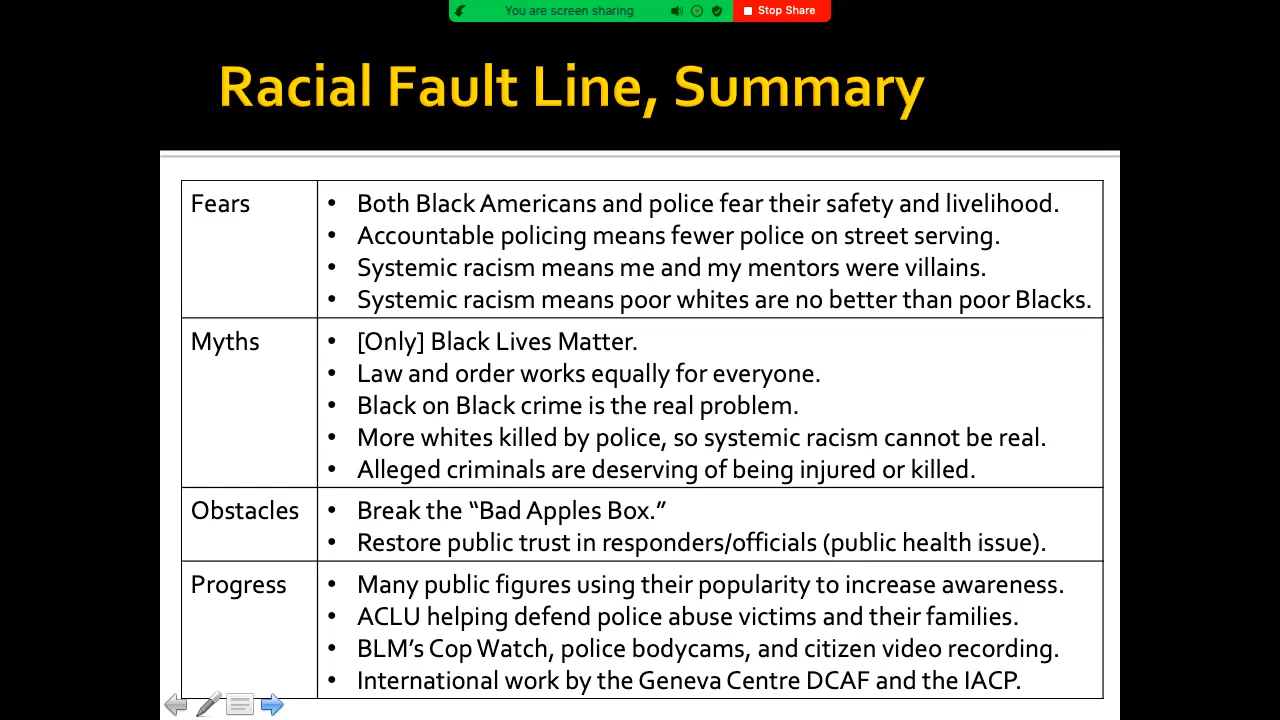 You are screen sharing
Stop Share
Racial Fault Line, Summary
Fears
• Both Black Americans and police fear their safety and livelihood.
• Accountable policing means fewer police on street serving.
• Systemic racism means me and my mentors were villains.
• Systemic racism means poor whites are no better than poor Blacks.
Myths
• [Only] Black Lives Matter.
• Law and order works equally for everyone.
• Black on Black crime is the real problem.
• More whites killed by police, so systemic racism cannot be real.
• Alleged criminals are deserving of being injured or killed.
Obstacles
• Break the “Bad Apples Box.”
• Restore public trust in responders/officials (public health issue).
Progress
• Many public figures using their popularity to increase awareness.
• ACLU helping defend police abuse victims and their families.
• BLM’s Cop Watch, police bodycams, and citizen video recording.
• International work by the Geneva Centre DCAF and the IACP.